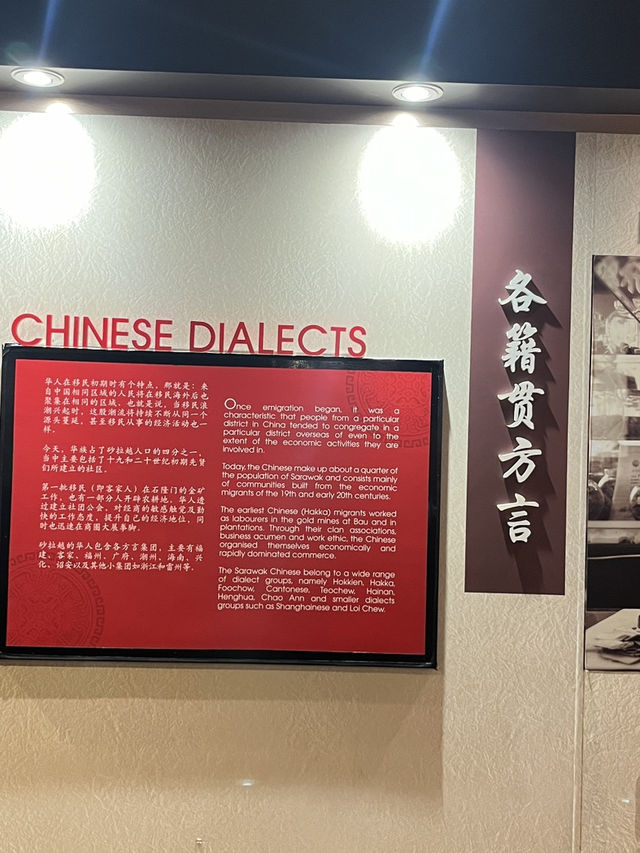 CHINESE DIALECTS
华人在移民初期时有个特点，那就是：来
自中国相同区域的人民将在移民海外后也
聚集在相同的区域。也就是说，当移民浪
潮兴起时，这股潮流将持续不断从同一个
源头蔓延，甚至移民从事的经济活动也一
样。
今天，华族占了砂拉越人口的四分之一，
当中主要包括了十九和二十世纪初期先贤
们所建立的社区。
第一批移民（即客家人）在石隆门的金矿
工作，也有一部分人开辟农耕地。华人透
过建立社团公会，对经商的敏感触觉及勤
快的工作态度，提升自己的经济地位，同
时也迅速在商圈大展拳脚。
砂拉越的华人包含各方言集团，主要有福
建、客家、福州、广府、潮州、海南、兴
化、诏安以及其他小集团如浙江和雷州等。
Once emigration began, it was a
characteristic that people from a particular
district in China tended to congregate in a
particular district overseas of even to the
extent of the economic activities they are
involved in.
Today, the Chinese make up about a quarter of
the population of Sarawak and consists mainly
of communities built from the economic
migrants of the 19th and early 20th centuries.
The earliest Chinese (Hakka) migrants worked
as labourers in the gold mines at Bau and in
plantations. Through their clan associations,
business acumen and work ethic, the Chinese
organised themselves economically and
rapidly dominated commerce.
The Sarawak Chinese belong to a wide range
of dialect groups, namely Hokkien, Hakka,
Foochow, Cantonese, Teochew, Hainan,
Henghua, Chao Ann and smaller dialects
groups such as Shanghainese and Loi Chew.
各籍贯方言